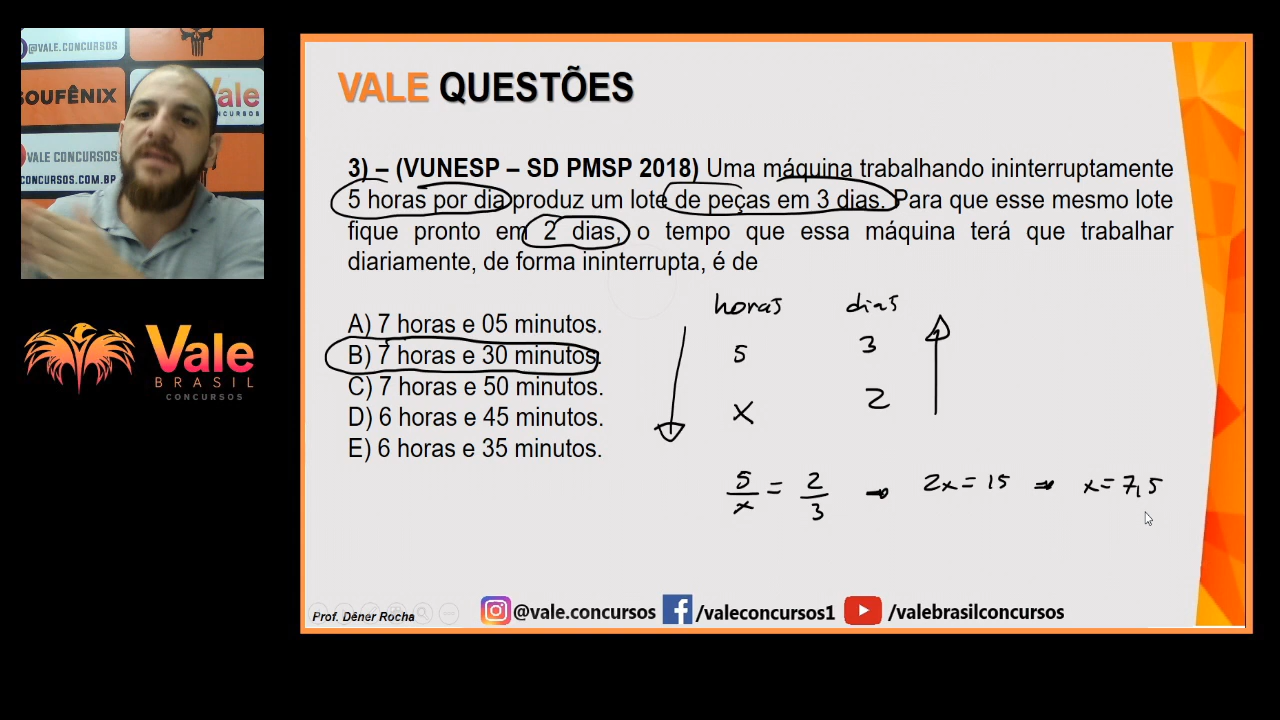 @VALE.CONCURSOS
SOUFÊNIX
Vale
CONCURSOS
VALE CONCURSOS
CONCURSOS.COM.BR
Vale
BRASIL
CONCURSOS
VALE QUESTÕES
3) – (VUNESP – SD PMSP 2018) Uma máquina trabalhando ininterruptamente
5 horas por dia produz um lote de peças em 3 dias. Para que esse mesmo lote
fique pronto em 2 dias, o tempo que essa máquina terá que trabalhar
diariamente, de forma ininterrupta, é de
A) 7 horas e 05 minutos.
B) 7 horas e 30 minutos.
C) 7 horas e 50 minutos.
D) 6 horas e 45 minutos.
E) 6 horas e 35 minutos.
horas dias
5 3
x 2
5/x = 2/3 → 2x = 15 → x = 7,5
Prof. Dêner Rocha
@vale.concursos /valeconcursos1 /valebrasilconcursos